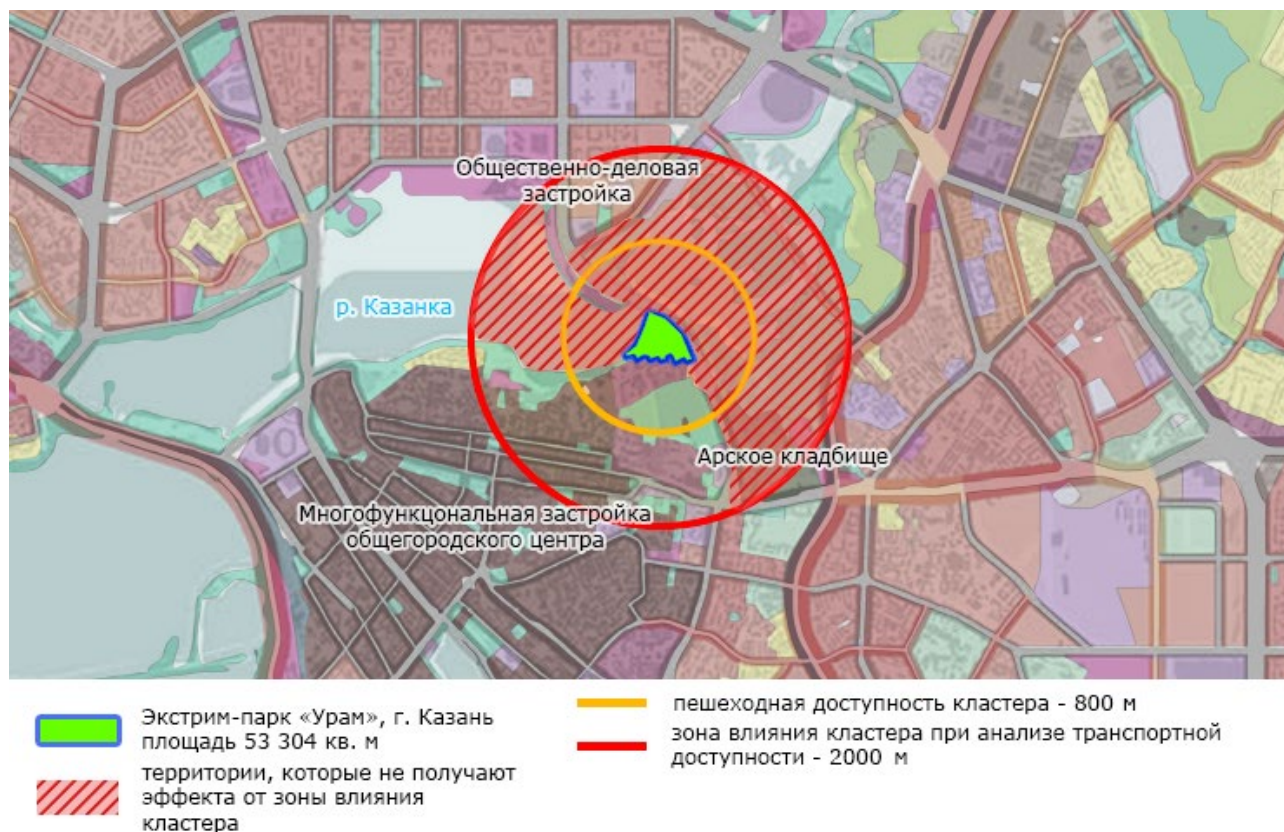 Общественно-деловая
застройка
р. Казанка
Арское кладбище
Многофункцональная застройка
общегородского центра
Экстрим-парк «Урам», г. Казань
площадь 53 304 кв. м
территории, которые не получают
эффекта от зоны влияния
кластера
пешеходная доступность кластера - 800 м
зона влияния кластера при анализе транспортной
доступности - 2000 м